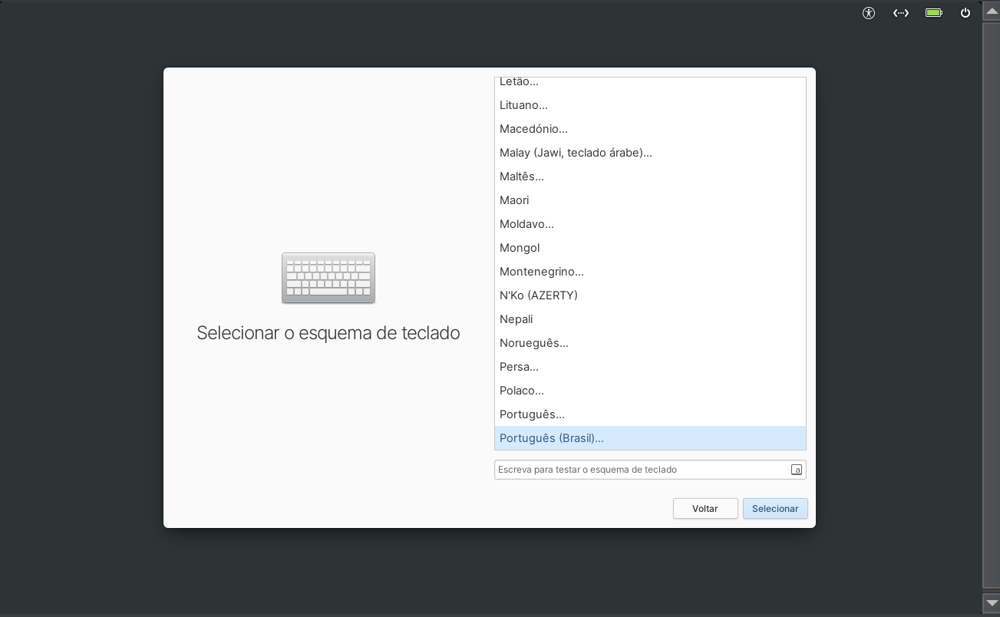 Selecionar o esquema de teclado
Letão...
Lituano...
Macedónio...
Malay (Jawi, teclado árabe)...
Maltês...
Maori
Moldavo...
Mongol
Montenegrino...
N'Ko (AZERTY)
Nepali
Norueguês...
Persa...
Polaco...
Português...
Português (Brasil)...
Escreva para testar o esquema de teclado
a
Voltar
Selecionar